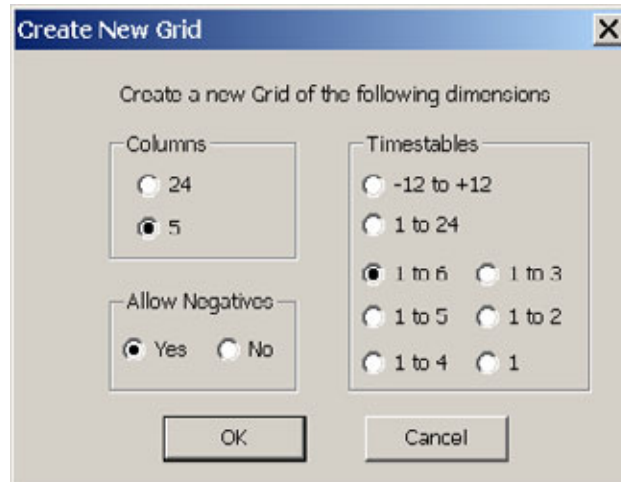 Create New Grid
Create a new Grid of the following dimensions
Columns
24
5
Allow Negatives
Yes No
Timestables
-12 to +12
1 to 24
1 to 6 1 to 3
1 to 5 1 to 2
1 to 4 1
OK Cancel